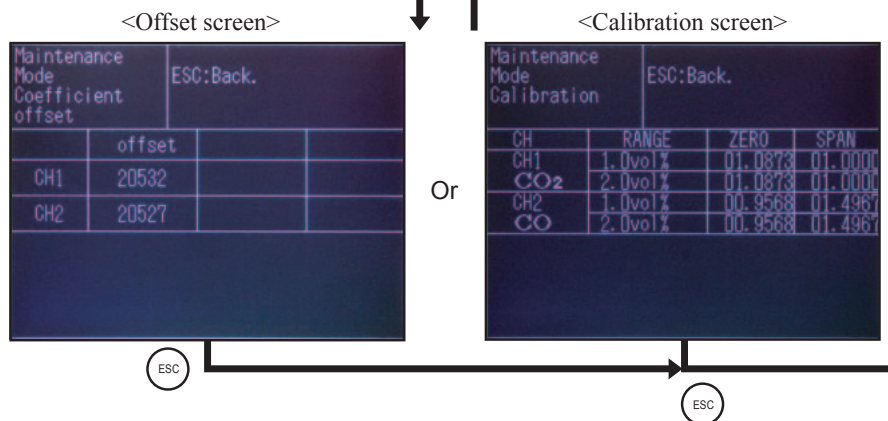 <Offset screen>
Maintenance
Mode
Coefficient
offset
ESC:Back.
offset
CH1 20532
CH2 20527
ESC
Or
<Calibration screen>
Maintenance
Mode
Calibration
ESC:Back.
CH RANGE ZERO SPAN
CH1 1.0vol% 01.0873 01.0000
CO₂ 2.0vol% 01.0873 01.0000
CH2 1.0vol% 00.9568 01.4967
CO 2.0vol% 00.9568 01.4967
ESC